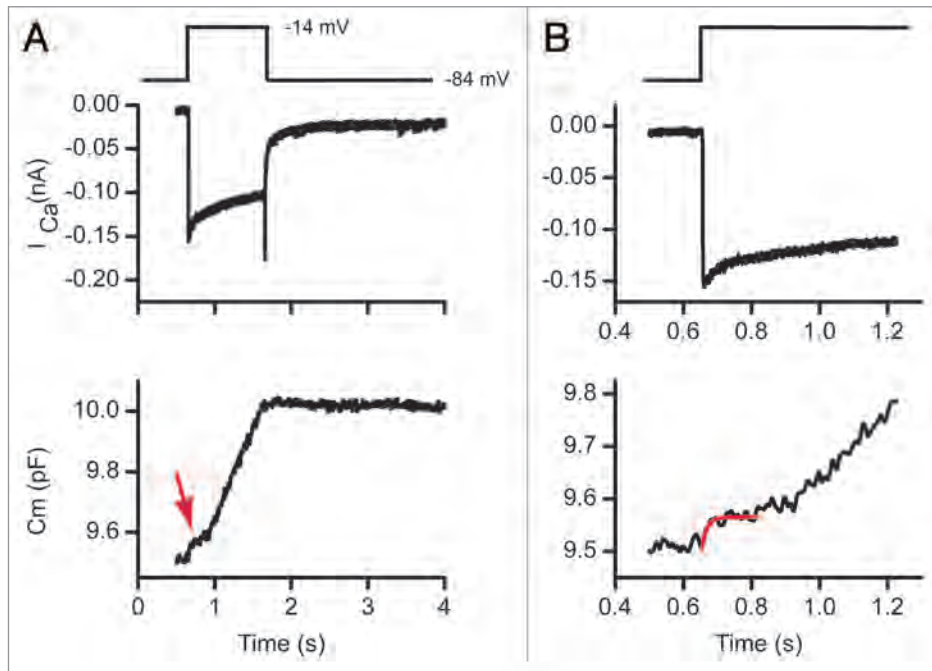 A
-14 mV
-84 mV
0.00
-0.05
-0.10
-0.15
-0.20
I Ca(nA)
10.0
9.8
9.6
Cm (pF)
0 1 2 3 4
Time (s)
B
0.00
-0.05
-0.10
-0.15
0.4 0.6 0.8 1.0 1.2
9.8
9.7
9.6
9.5
0.4 0.6 0.8 1.0 1.2
Time (s)